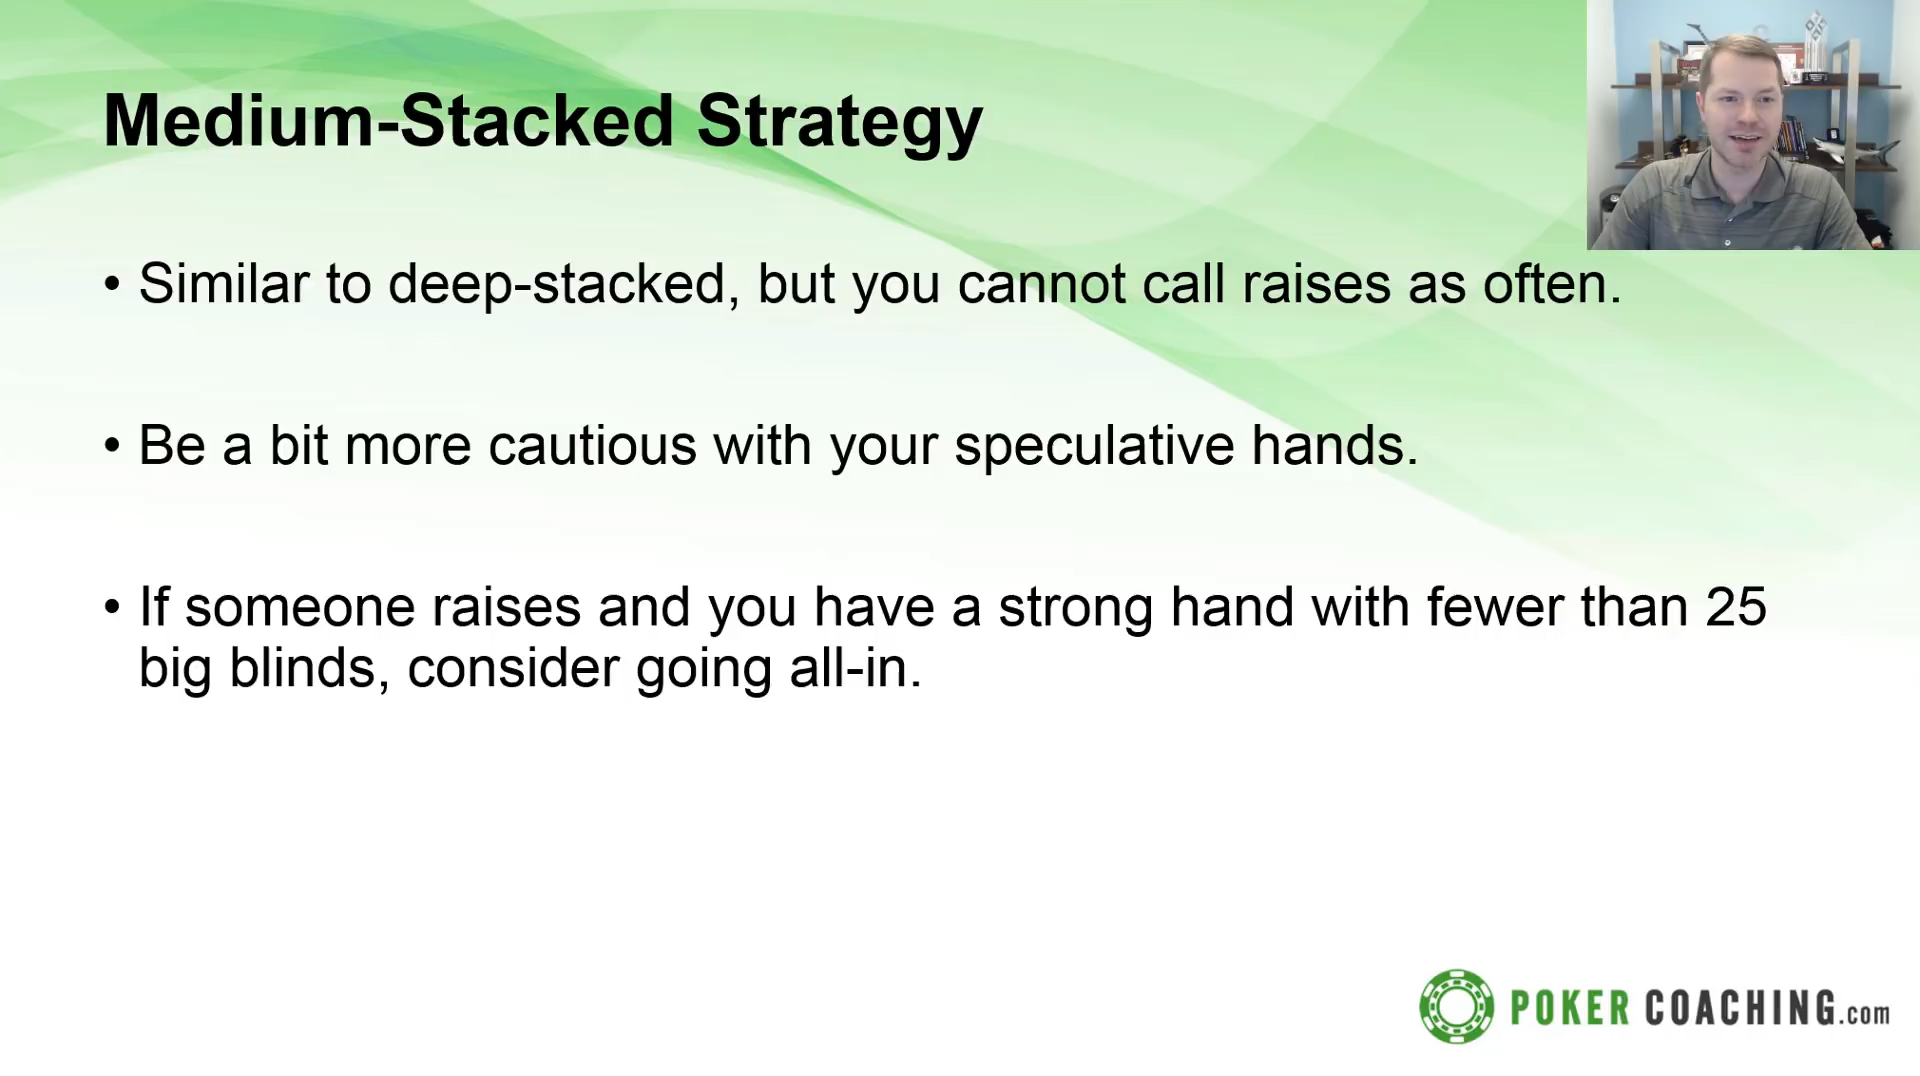 Medium-Stacked Strategy
• Similar to deep-stacked, but you cannot call raises as often.
• Be a bit more cautious with your speculative hands.
• If someone raises and you have a strong hand with fewer than 25
big blinds, consider going all-in.
POKER COACHING.com